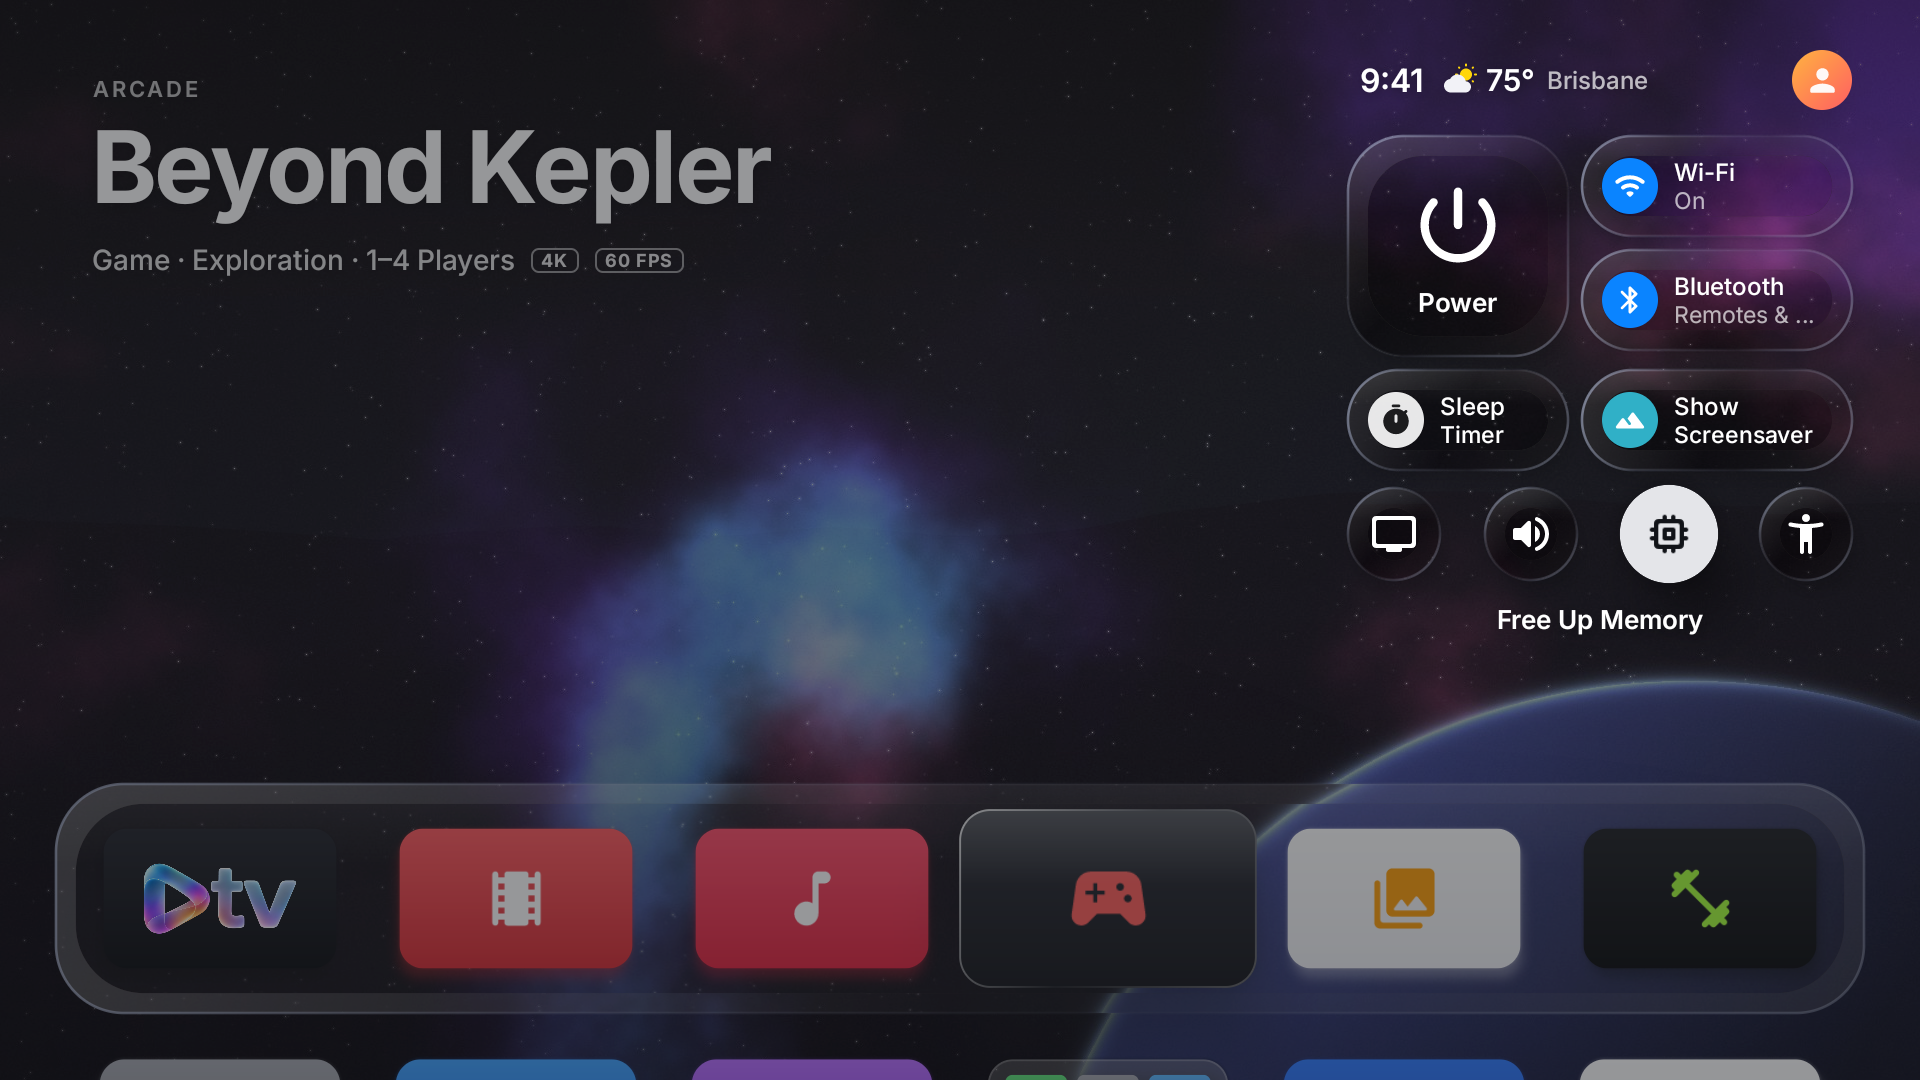 ARCADE
Beyond Kepler
Game · Exploration · 1–4 Players 4K 60 FPS
9:41 75° Brisbane
Power
Wi-Fi
On
Bluetooth
Remotes & ...
Sleep
Timer
Show
Screensaver
Free Up Memory
tv